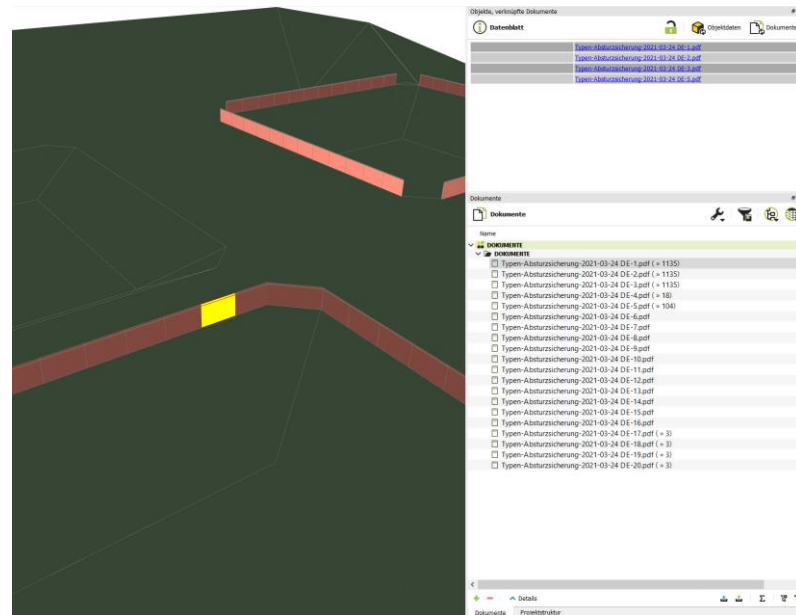 Objekte, verknüpfte Dokumente
Datenblatt
Objektdaten
Dokumente
Typen-Absturzsicherung-2021-03-24 DE-1.pdf
Typen-Absturzsicherung-2021-03-24 DE-2.pdf
Typen-Absturzsicherung-2021-03-24 DE-3.pdf
Typen-Absturzsicherung-2021-03-24 DE-5.pdf
Dokumente
Dokumente
Name
DOKUMENTE
DOKUMENTE
Typen-Absturzsicherung-2021-03-24 DE-1.pdf ( » 1135)
Typen-Absturzsicherung-2021-03-24 DE-2.pdf ( » 1135)
Typen-Absturzsicherung-2021-03-24 DE-3.pdf ( » 1135)
Typen-Absturzsicherung-2021-03-24 DE-4.pdf ( » 18)
Typen-Absturzsicherung-2021-03-24 DE-5.pdf ( » 104)
Typen-Absturzsicherung-2021-03-24 DE-6.pdf
Typen-Absturzsicherung-2021-03-24 DE-7.pdf
Typen-Absturzsicherung-2021-03-24 DE-8.pdf
Typen-Absturzsicherung-2021-03-24 DE-9.pdf
Typen-Absturzsicherung-2021-03-24 DE-10.pdf
Typen-Absturzsicherung-2021-03-24 DE-11.pdf
Typen-Absturzsicherung-2021-03-24 DE-12.pdf
Typen-Absturzsicherung-2021-03-24 DE-13.pdf
Typen-Absturzsicherung-2021-03-24 DE-14.pdf
Typen-Absturzsicherung-2021-03-24 DE-15.pdf
Typen-Absturzsicherung-2021-03-24 DE-16.pdf
Typen-Absturzsicherung-2021-03-24 DE-17.pdf ( » 3)
Typen-Absturzsicherung-2021-03-24 DE-18.pdf ( » 3)
Typen-Absturzsicherung-2021-03-24 DE-19.pdf ( » 3)
Typen-Absturzsicherung-2021-03-24 DE-20.pdf ( » 3)
Details
Dokumente Projektstruktur